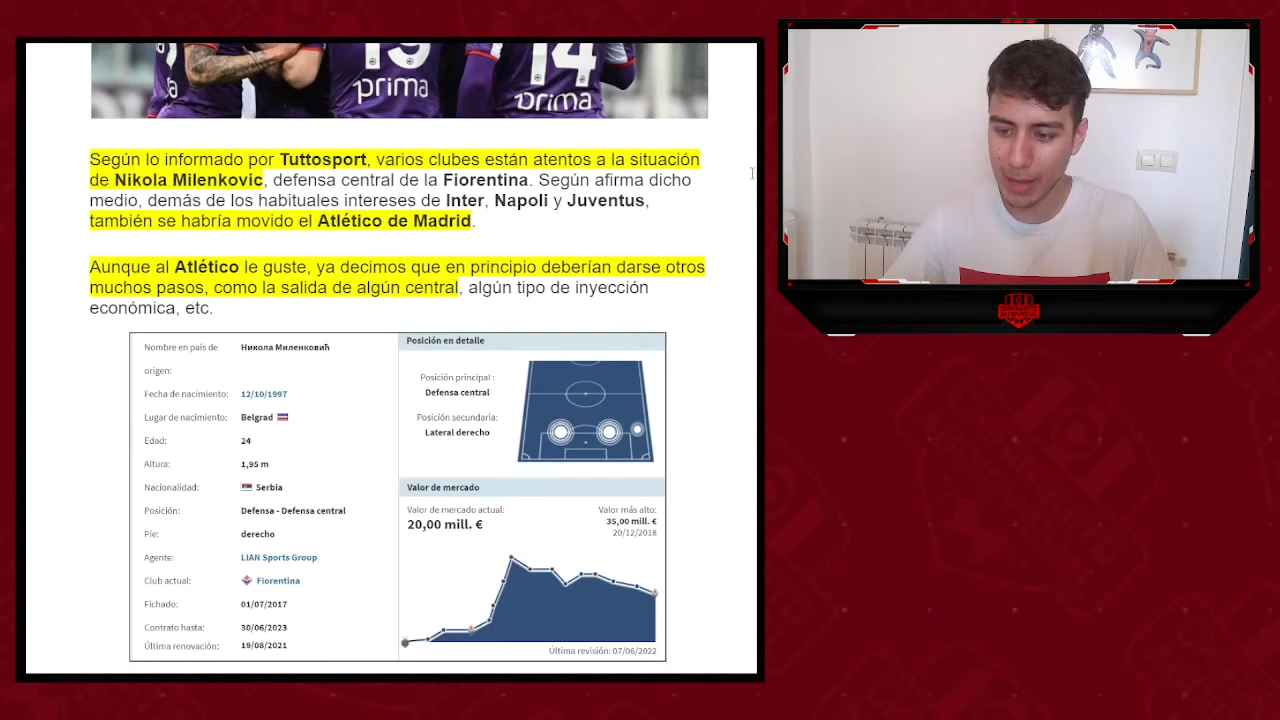 19 14
prima prima
Según lo informado por Tuttosport, varios clubes están atentos a la situación
de Nikola Milenkovic, defensa central de la Fiorentina. Según afirma dicho
medio, demás de los habituales intereses de Inter, Napoli y Juventus,
también se habría movido el Atlético de Madrid.
Aunque al Atlético le guste, ya decimos que en principio deberían darse otros
muchos pasos, como la salida de algún central, algún tipo de inyección
económica, etc.
Nombre en país de origen: Никола Миленковић
Fecha de nacimiento: 12/10/1997
Lugar de nacimiento: Belgrad
Edad: 24
Altura: 1,95 m
Nacionalidad: Serbia
Posición: Defensa - Defensa central
Pie: derecho
Agente: LIAN Sports Group
Club actual: Fiorentina
Fichado: 01/07/2017
Contrato hasta: 30/06/2023
Última renovación: 19/08/2021
Posición en detalle
Posición principal :
Defensa central
Posición secundaria:
Lateral derecho
Valor de mercado
Valor de mercado actual:
20,00 mill. €
Valor más alto:
35,00 mill. €
20/12/2018
Última revisión: 07/06/2022